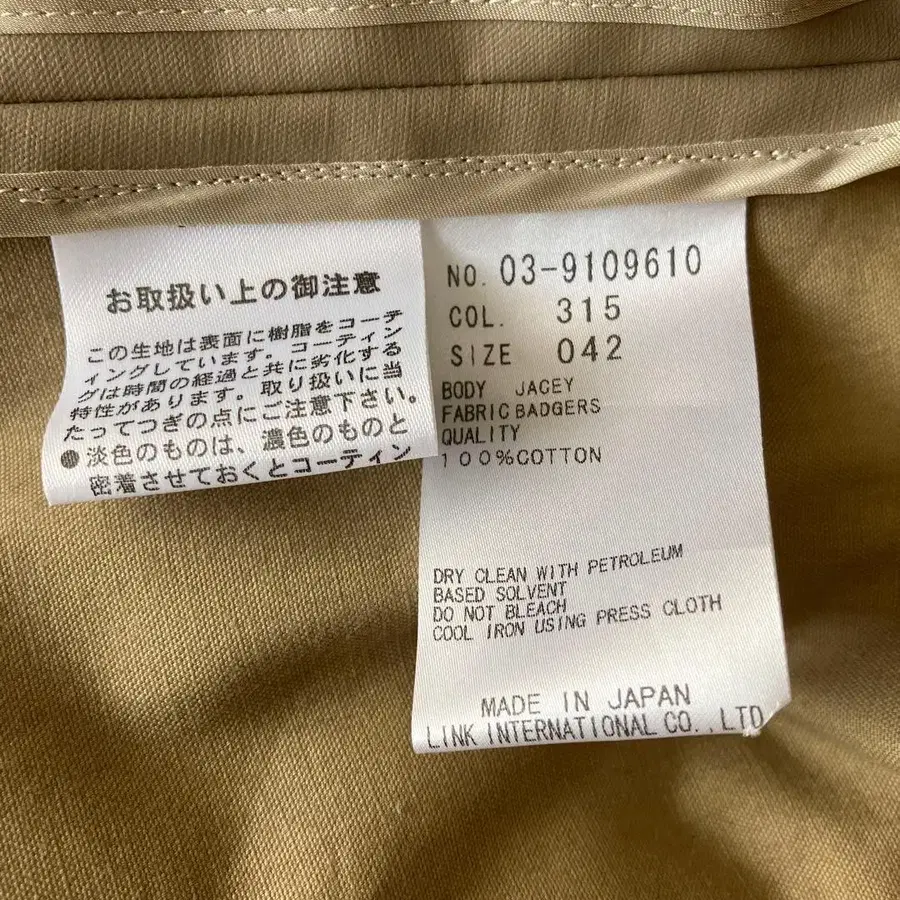 お取扱い上の御注意
この生地は表面に樹脂をコーテ
ィングしています。コーティン
グは時間の経過と共に劣化する
特性があります。取り扱いに当
たってつぎの点にご注意下さい。
●淡色のものは、濃色のものと
密着させておくとコーティン
NO. 03-9109610
COL. 315
SIZE 042
BODY JACEY
FABRIC BADGERS
QUALITY
100%COTTON
DRY CLEAN WITH PETROLEUM
BASED SOLVENT
DO NOT BLEACH
COOL IRON USING PRESS CLOTH
MADE IN JAPAN
LINK INTERNATIONAL CO.,LTD